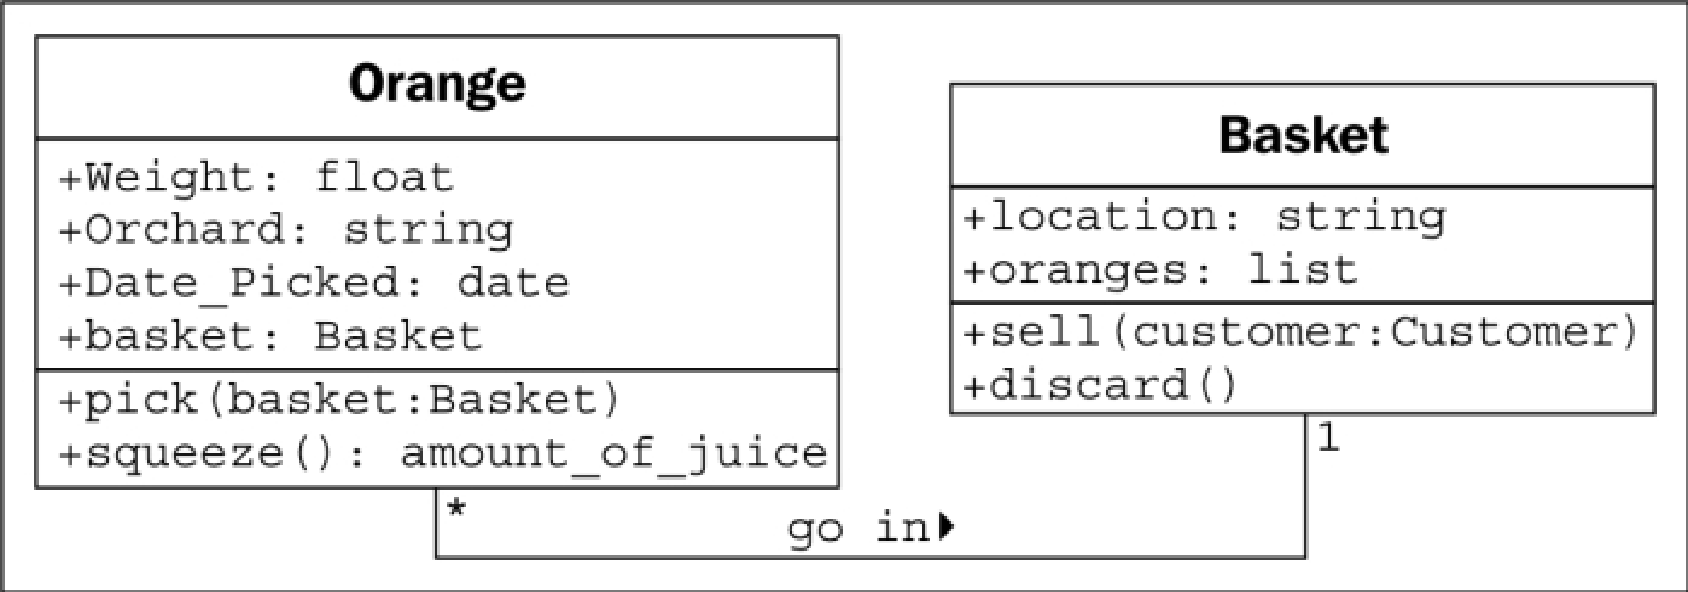 Orange
+Weight: float
+Orchard: string
+Date_Picked: date
+basket: Basket
+pick(basket:Basket)
+squeeze(): amount_of_juice
Basket
+location: string
+oranges: list
+sell(customer:Customer)
+discard()
1
*
go in